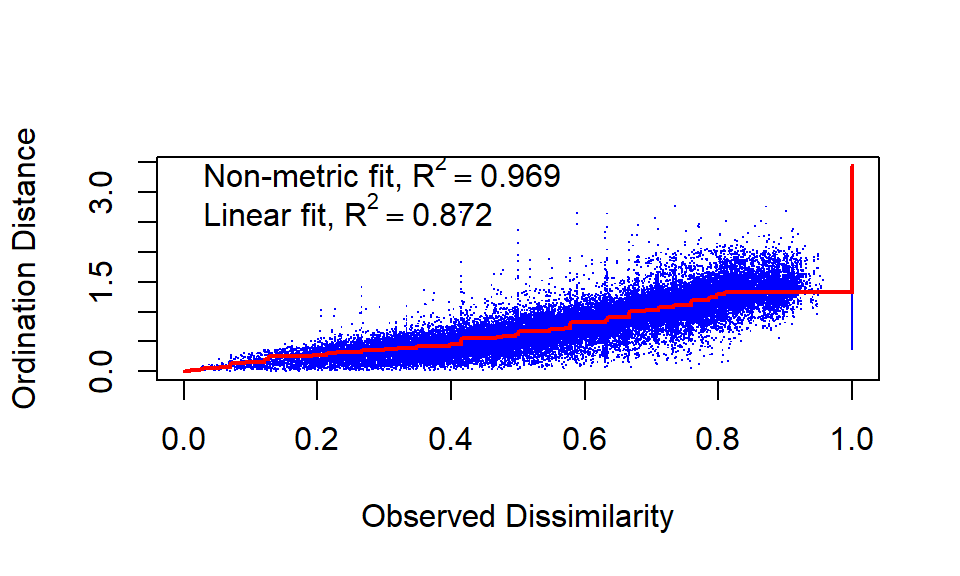 Non-metric fit, R² = 0.969
Linear fit, R² = 0.872
Ordination Distance
3.0
1.5
0.0
0.0 0.2 0.4 0.6 0.8 1.0
Observed Dissimilarity